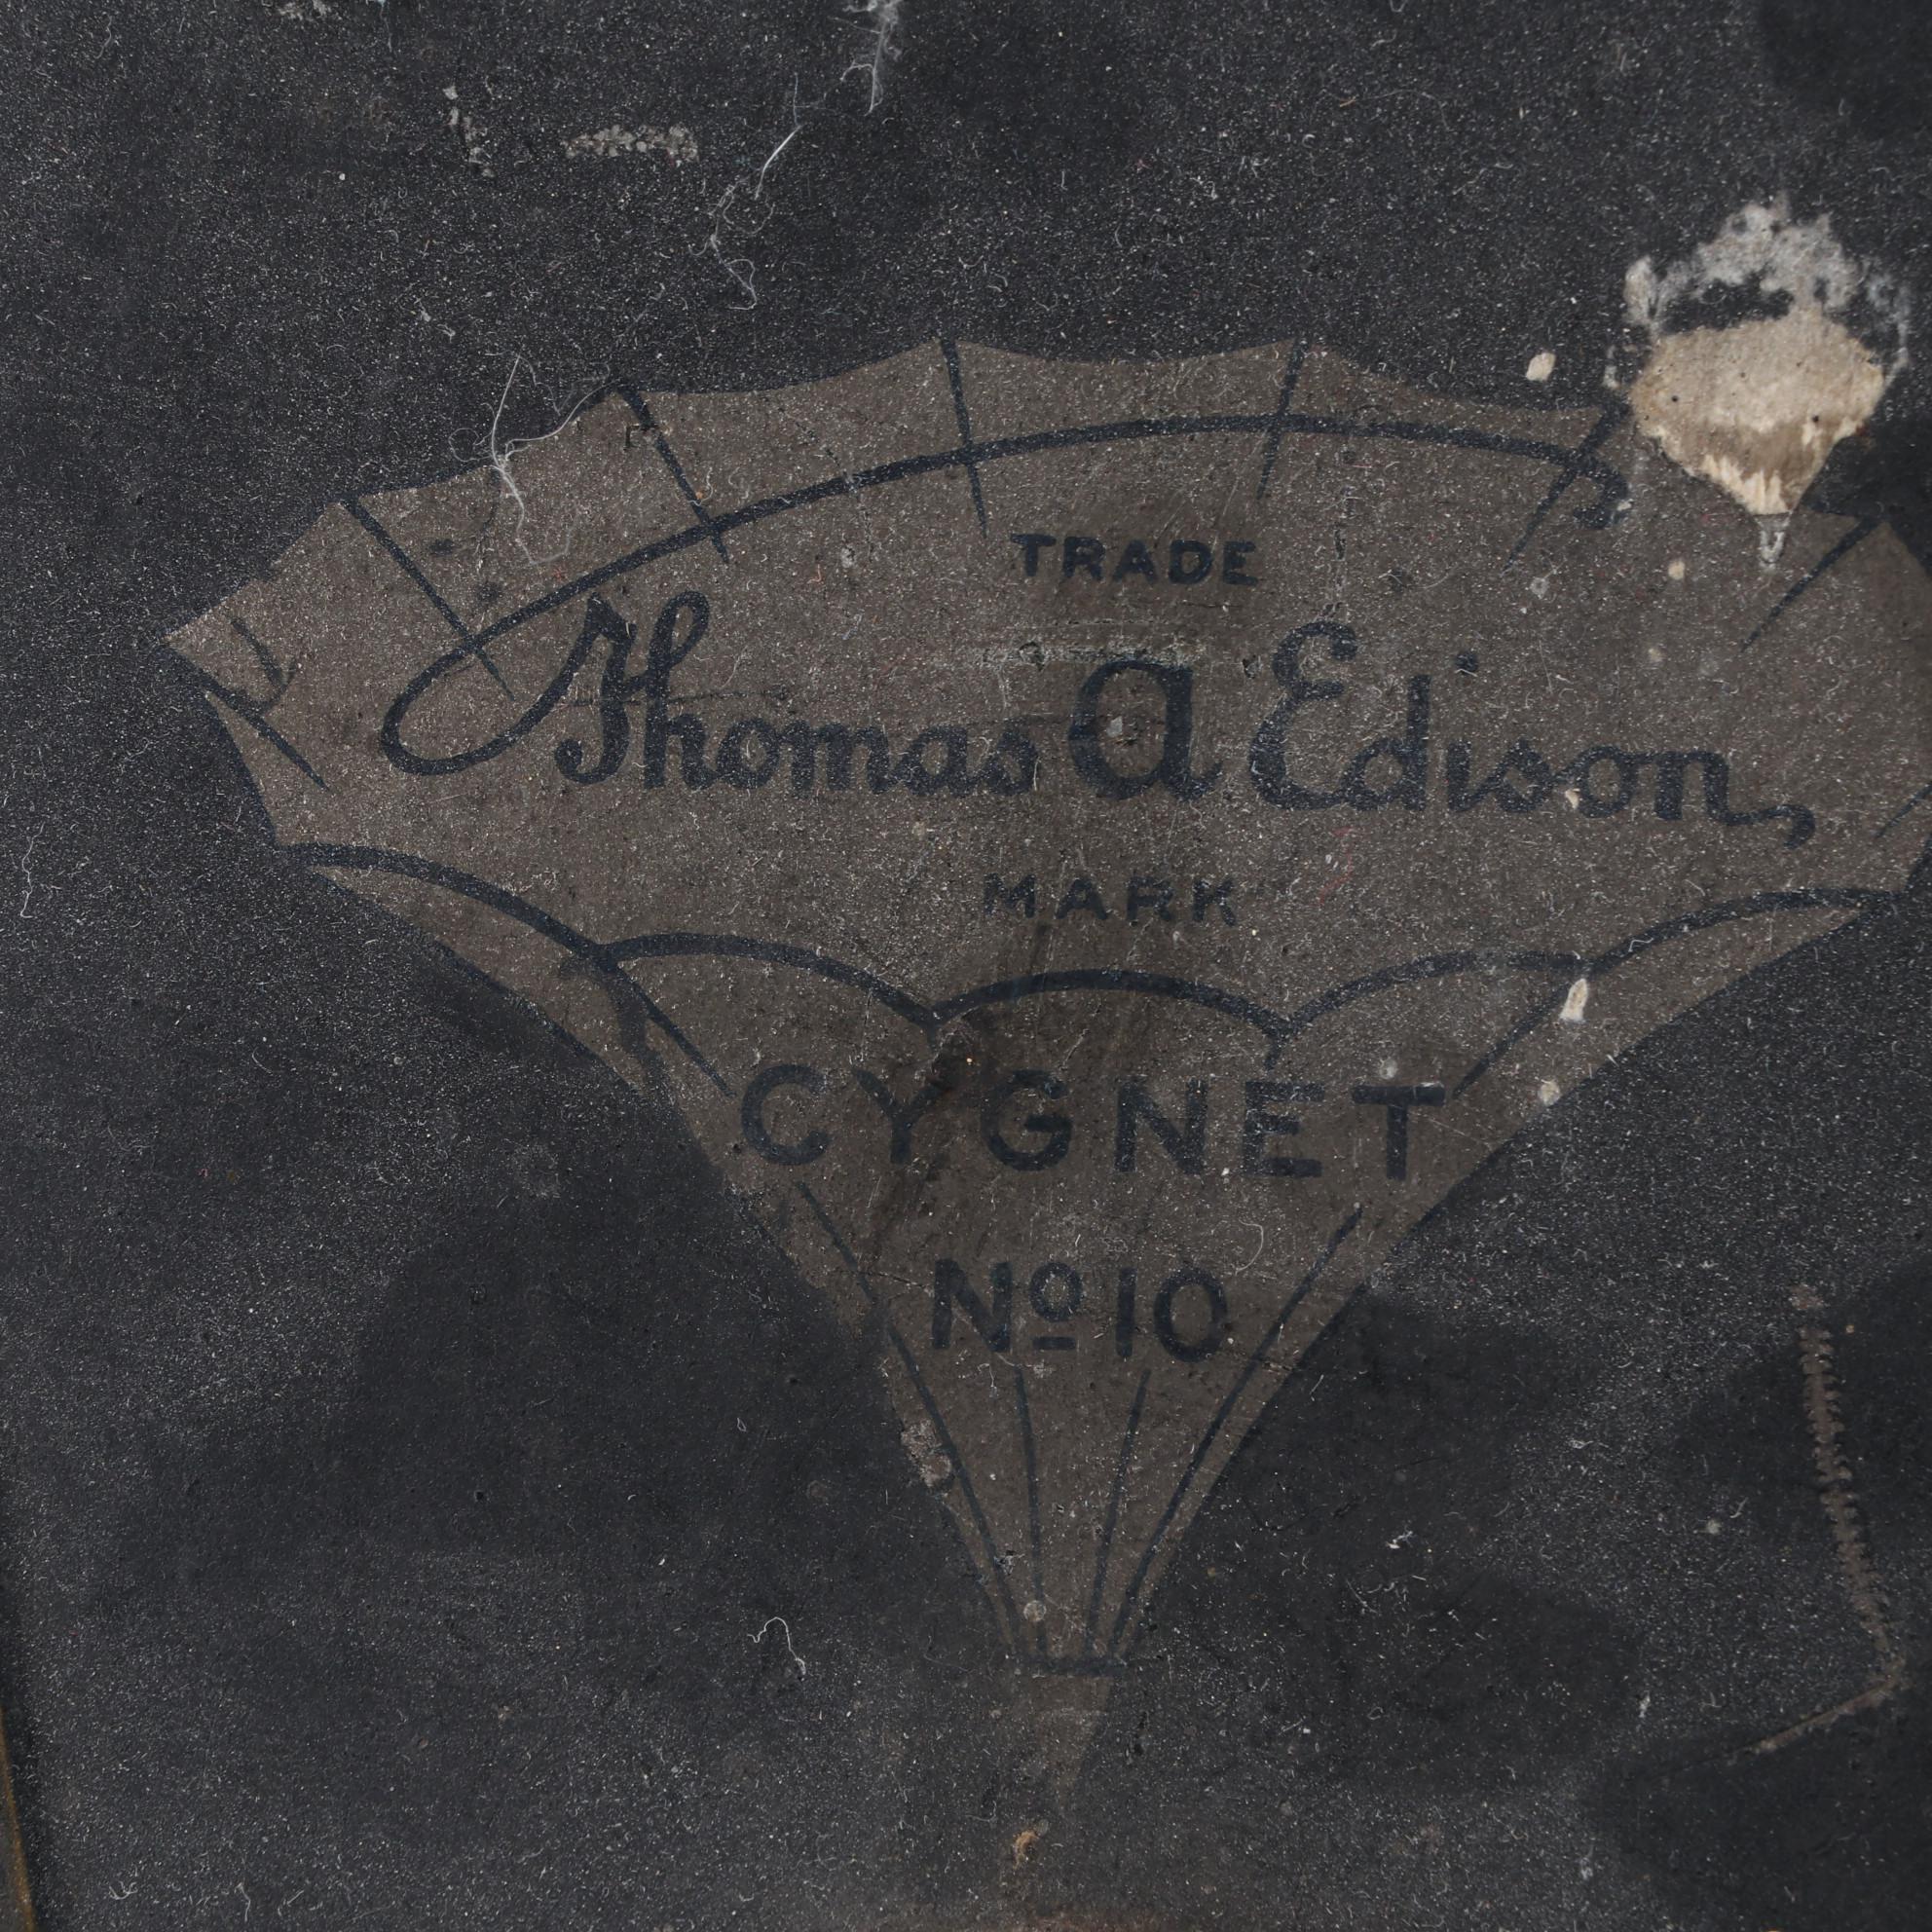 TRADE
Thomas A Edison
MARK
CYGNET
Nº 10